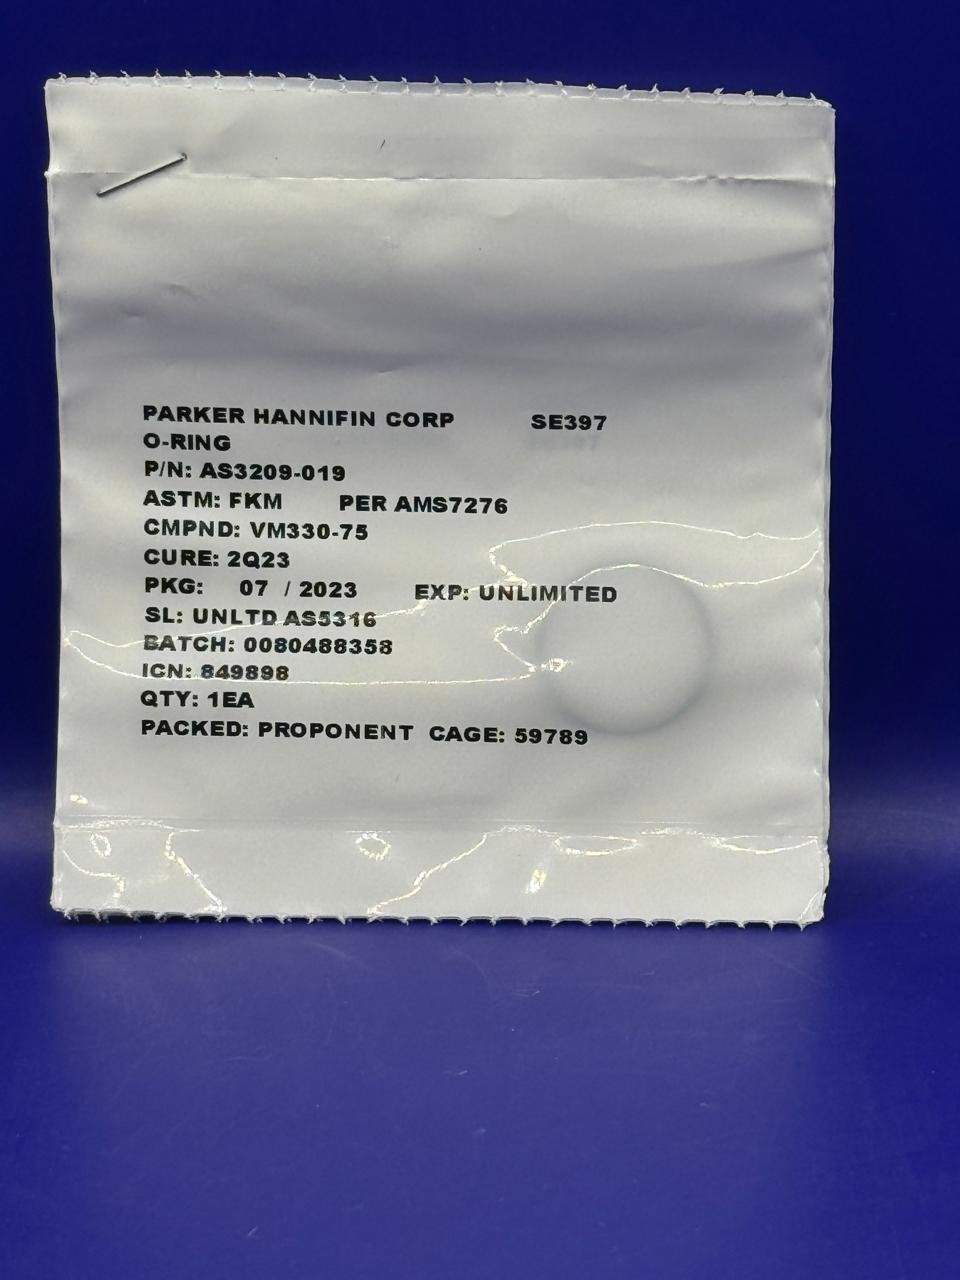 PARKER HANNIFIN CORP SE397
O-RING
P/N: AS3209-019
ASTM: FKM PER AMS7276
CMPND: VM330-75
CURE: 2Q23
PKG: 07 / 2023 EXP: UNLIMITED
SL: UNLTD AS5316
BATCH: 0080488358
ICN: 849898
QTY: 1EA
PACKED: PROPONENT CAGE: 59789